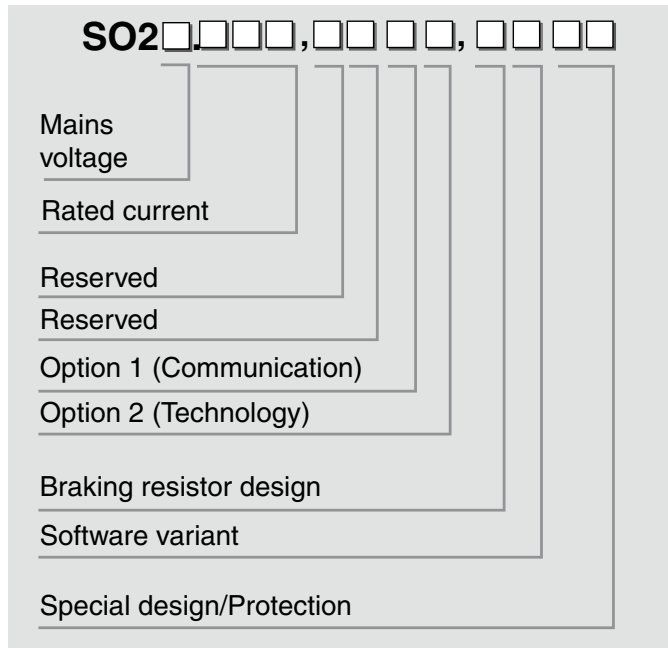 SO2□.□□□,□□□□,□□□□
Mains
voltage
Rated current
Reserved
Reserved
Option 1 (Communication)
Option 2 (Technology)
Braking resistor design
Software variant
Special design/Protection